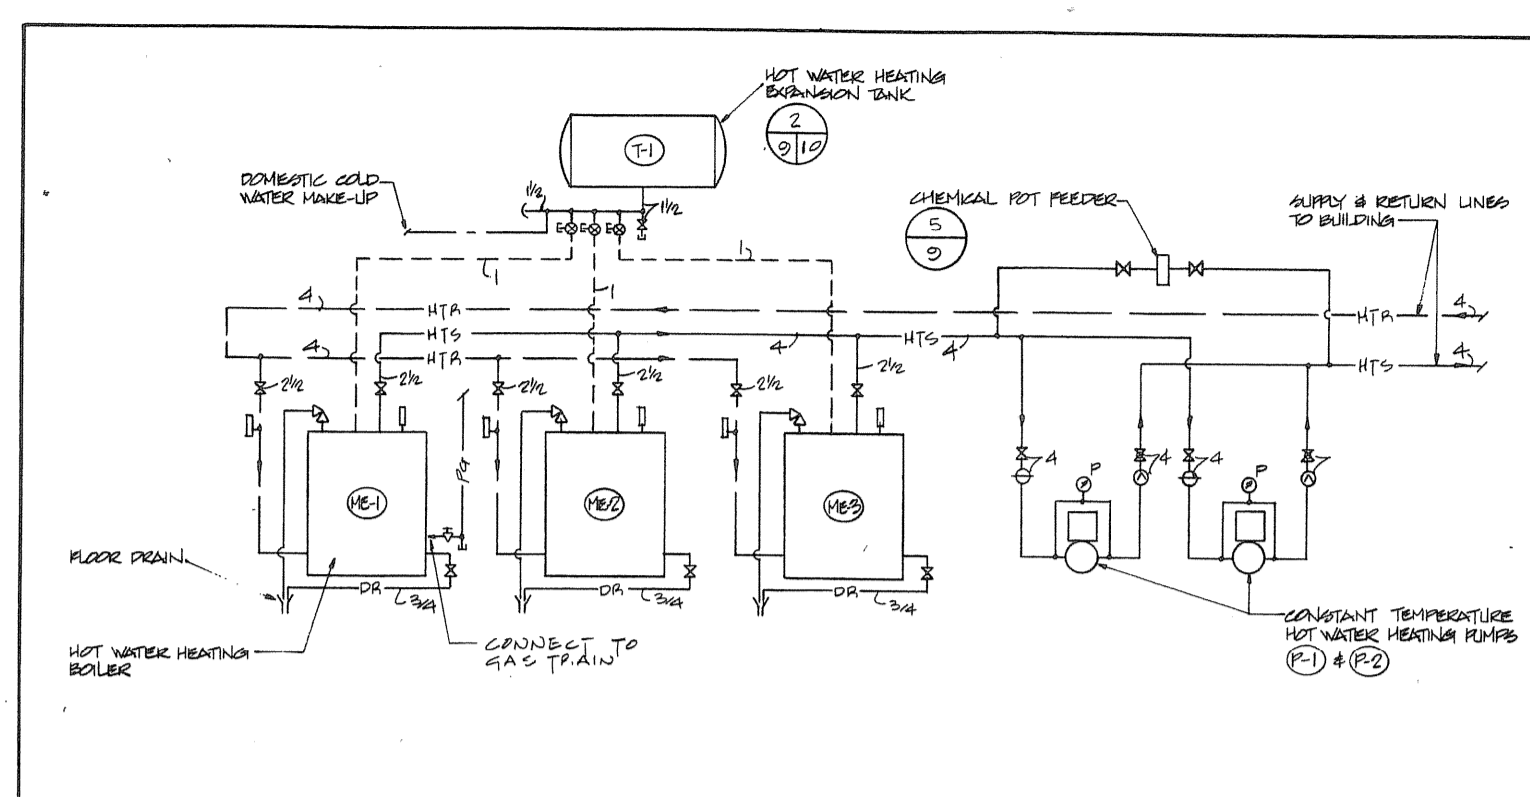 HOT WATER HEATING
EXPANSION TANK
2
9 10
T-1
DOMESTIC COLD
WATER MAKE-UP
1½
1½
CHEMICAL POT FEEDER
5
9
SUPPLY & RETURN LINES
TO BUILDING
1
1
1
4
HTR
HTR
4
HTS
4
HTS
4
4
HTR
HTS
4
2½
2½
2½
2½
2½
2½
PG
4
4
4
4
P
P
ME-1
ME-2
ME-3
FLOOR DRAIN
DR
3/4
DR
3/4
DR
3/4
HOT WATER HEATING
BOILER
CONNECT TO
GAS TRAIN
CONSTANT TEMPERATURE
HOT WATER HEATING PUMPS
P-1 & P-2